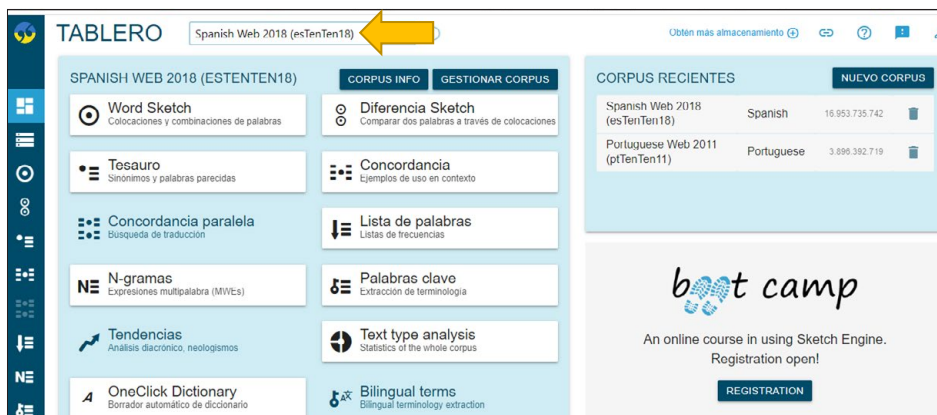 TABLERO
Spanish Web 2018 (esTenTen18)
Obtén más almacenamiento
SPANISH WEB 2018 (ESTENTEN18)
CORPUS INFO
GESTIONAR CORPUS
Word Sketch
Colocaciones y combinaciones de palabras
Diferencia Sketch
Comparar dos palabras a través de colocaciones
Tesauro
Sinónimos y palabras parecidas
Concordancia
Ejemplos de uso en contexto
Concordancia paralela
Búsqueda de traducción
Lista de palabras
Listas de frecuencias
N-gramas
Expresiones multipalabra (MWEs)
Palabras clave
Extracción de terminología
Tendencias
Análisis diacrónico, neologismos
Text type analysis
Statistics of the whole corpus
OneClick Dictionary
Borrador automático de diccionario
Bilingual terms
Bilingual terminology extraction
CORPUS RECIENTES
NUEVO CORPUS
Spanish Web 2018
(esTenTen18)
Spanish
16.953.735.742
Portuguese Web 2011
(ptTenTen11)
Portuguese
3.896.392.719
boot camp
An online course in using Sketch Engine.
Registration open!
REGISTRATION